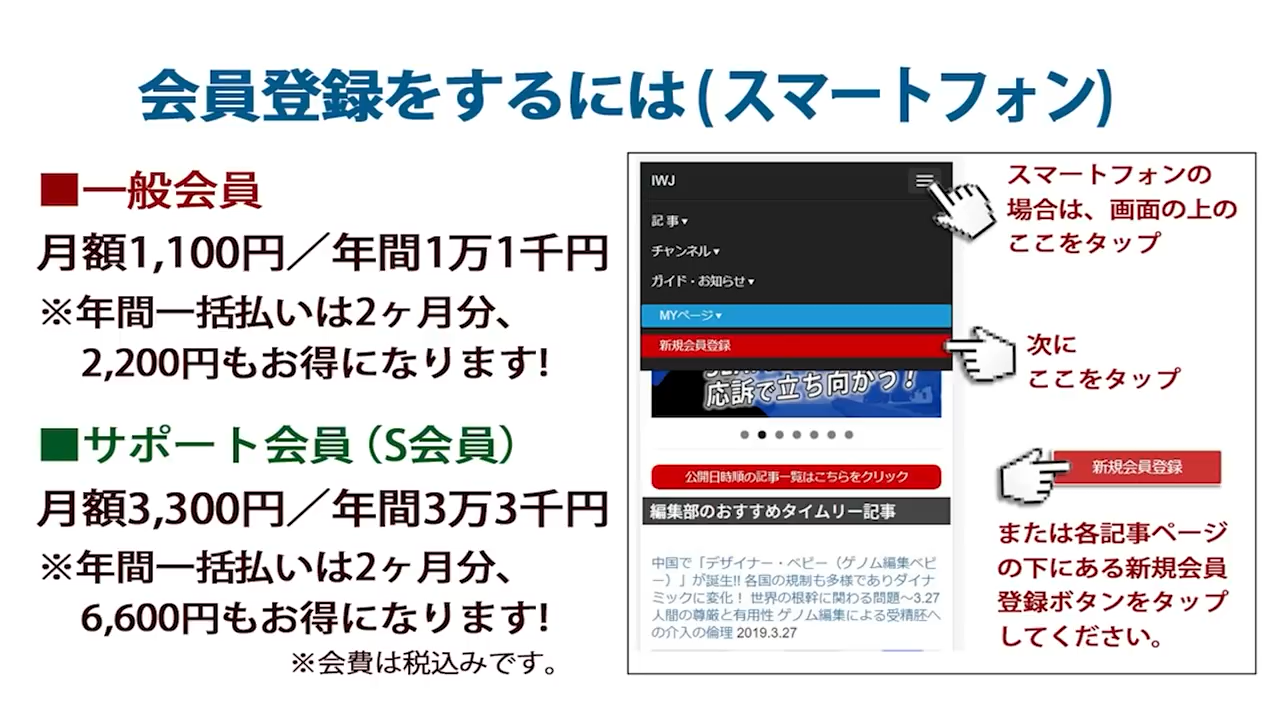 会員登録をするには(スマートフォン)
■一般会員
月額1,100円／年間1万1千円
※年間一括払いは2ヶ月分、
2,200円もお得になります!
■サポート会員（S会員）
月額3,300円／年間3万3千円
※年間一括払いは2ヶ月分、
6,600円もお得になります!
※会費は税込みです。
IWJ
記事▾
チャンネル▾
ガイド・お知らせ▾
MYページ▾
新規会員登録
応訴で立ち向かう！
公開日時順の記事一覧はこちらをクリック
編集部のおすすめタイムリー記事
中国で「デザイナー・ベビー（ゲノム編集ベビ
ー）」が誕生!! 各国の規制も多様でありダイナ
ミックに変化！ 世界の根幹に関わる問題～3.27
人間の尊厳と有用性 ゲノム編集による受精胚へ
の介入の倫理 2019.3.27
スマートフォンの
場合は、画面の上の
ここをタップ
次に
ここをタップ
新規会員登録
または各記事ページ
の下にある新規会員
登録ボタンをタップ
してください。